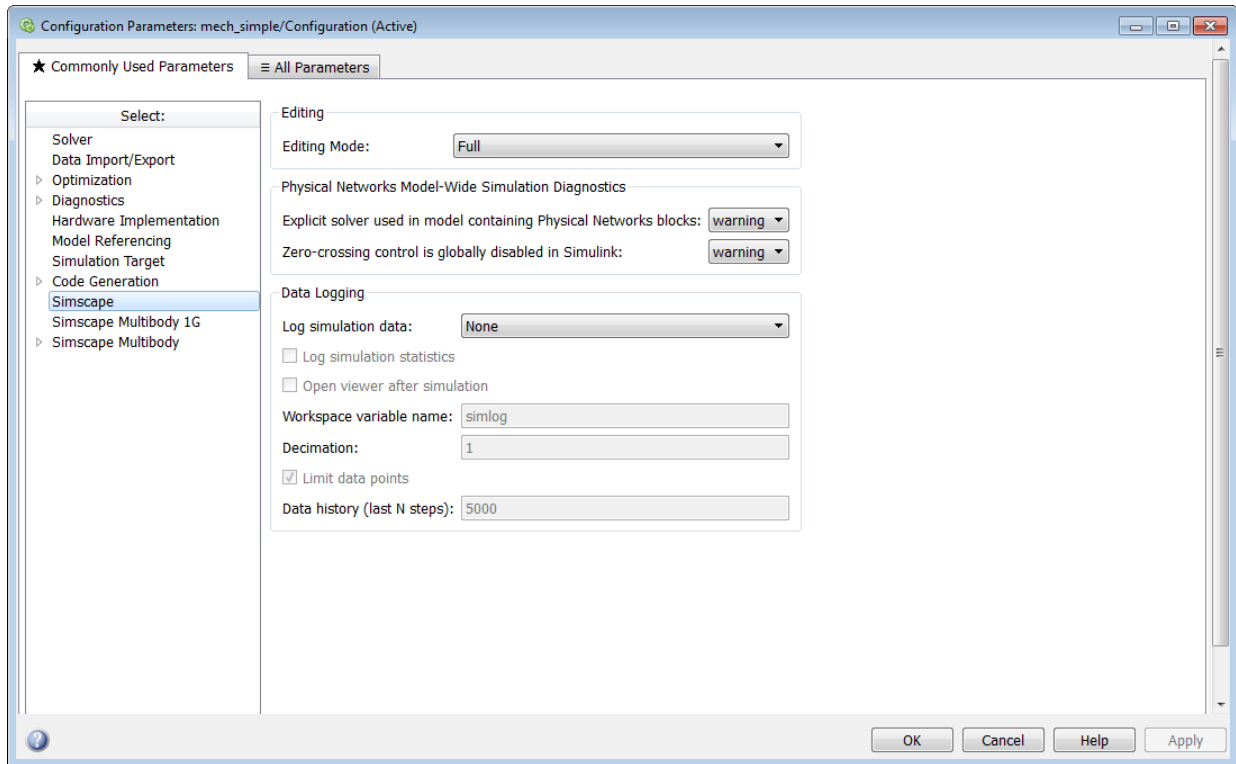 Configuration Parameters: mech_simple/Configuration (Active)
★ Commonly Used Parameters
≡ All Parameters
Select:
Solver
Data Import/Export
Optimization
Diagnostics
Hardware Implementation
Model Referencing
Simulation Target
Code Generation
Simscape
Simscape Multibody 1G
Simscape Multibody
Editing
Editing Mode: Full
Physical Networks Model-Wide Simulation Diagnostics
Explicit solver used in model containing Physical Networks blocks: warning
Zero-crossing control is globally disabled in Simulink: warning
Data Logging
Log simulation data: None
Log simulation statistics
Open viewer after simulation
Workspace variable name: simlog
Decimation: 1
Limit data points
Data history (last N steps): 5000
? OK Cancel Help Apply